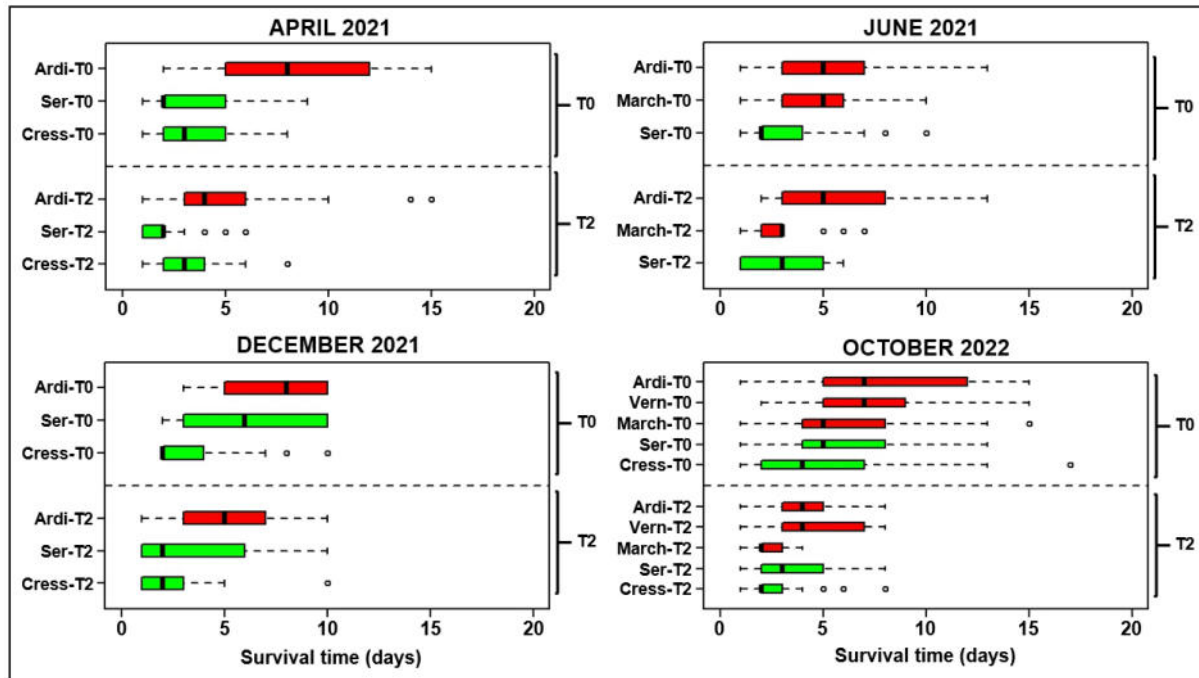 APRIL 2021
Ardi-T0
Ser-T0
Cress-T0
T0
Ardi-T2
Ser-T2
Cress-T2
T2
0 5 10 15 20
JUNE 2021
Ardi-T0
March-T0
Ser-T0
T0
Ardi-T2
March-T2
Ser-T2
T2
0 5 10 15 20
DECEMBER 2021
Ardi-T0
Ser-T0
Cress-T0
T0
Ardi-T2
Ser-T2
Cress-T2
T2
0 5 10 15 20
Survival time (days)
OCTOBER 2022
Ardi-T0
Vern-T0
March-T0
Ser-T0
Cress-T0
T0
Ardi-T2
Vern-T2
March-T2
Ser-T2
Cress-T2
T2
0 5 10 15 20
Survival time (days)